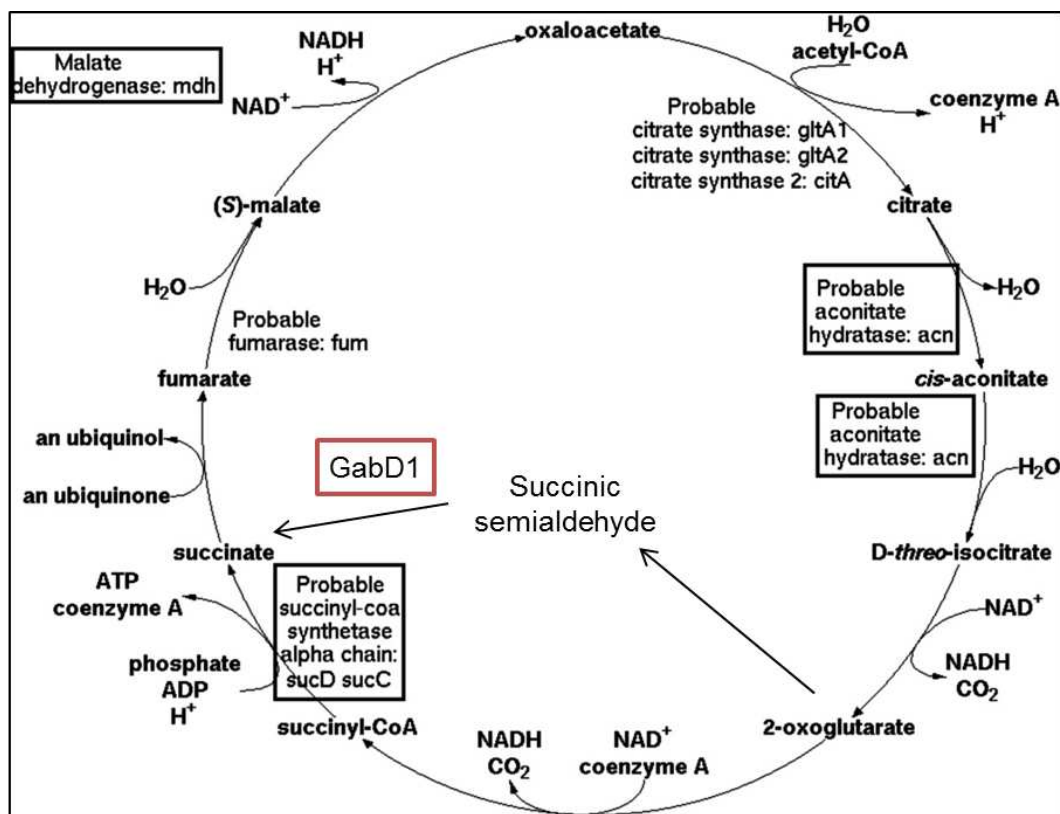 oxaloacetate
H₂O
acetyl-CoA
coenzyme A
H⁺
Probable
citrate synthase: gltA1
citrate synthase: gltA2
citrate synthase 2: citA
NADH
H⁺
NAD⁺
Malate
dehydrogenase: mdh
(S)-malate
citrate
H₂O
H₂O
Probable
aconitate
hydratase: acn
Probable
fumarase: fum
fumarate
cis-aconitate
Probable
aconitate
hydratase: acn
H₂O
an ubiquinol
an ubiquinone
GabD1
Succinic
semialdehyde
succinate
D-threo-isocitrate
ATP
coenzyme A
Probable
succinyl-coa
synthetase
alpha chain:
sucD sucC
NAD⁺
NADH
CO₂
phosphate
ADP
H⁺
succinyl-CoA
2-oxoglutarate
NADH
CO₂
NAD⁺
coenzyme A